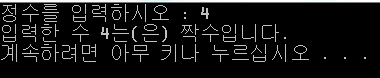 정수를 입력하시오 : 4
입력한 수 4는(은) 짝수입니다.
계속하려면 아무 키나 누르십시오 . . .